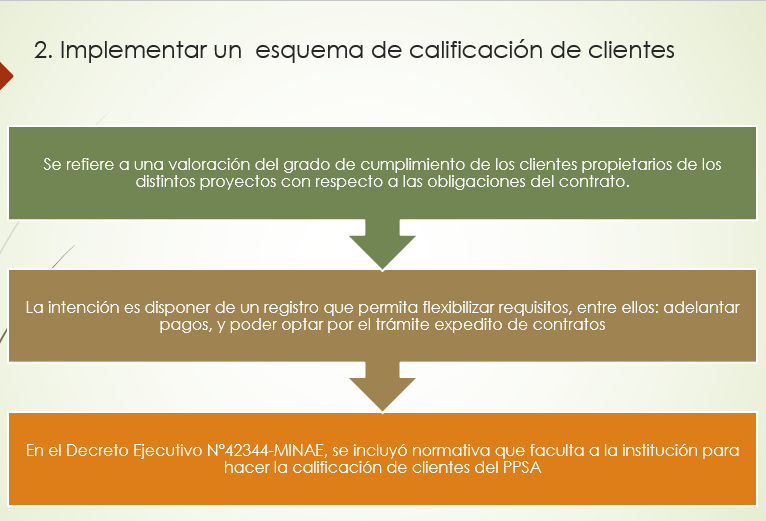 2. Implementar un  esquema de calificación de clientes
Se refiere a una valoración del grado de cumplimiento de los clientes propietarios de los
distintos proyectos con respecto a las obligaciones del contrato.
La intención es disponer de un registro que permita flexibilizar requisitos, entre ellos: adelantar
pagos, y poder optar por el trámite expedito de contratos
En el Decreto Ejecutivo N°42344-MINAE, se incluyó normativa que faculta a la institución para
hacer la calificación de clientes del PPSA